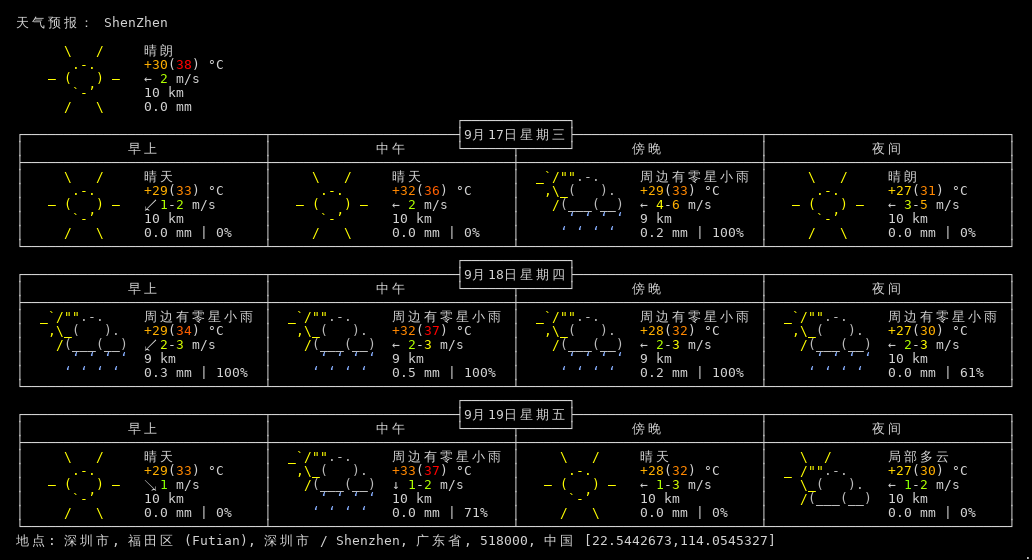 天气预报： ShenZhen
晴朗
+30(38) °C
← 2 m/s
10 km
0.0 mm
9月17日星期三
早上 中午 傍晚 夜间
晴天 晴天 周边有零星小雨 晴朗
+29(33) °C +32(36) °C +29(33) °C +27(31) °C
↙ 1-2 m/s ← 2 m/s ← 4-6 m/s ← 3-5 m/s
10 km 10 km 9 km 10 km
0.0 mm | 0% 0.0 mm | 0% 0.2 mm | 100% 0.0 mm | 0%
9月18日星期四
早上 中午 傍晚 夜间
周边有零星小雨 周边有零星小雨 周边有零星小雨 周边有零星小雨
+29(34) °C +32(37) °C +28(32) °C +27(30) °C
↙ 2-3 m/s ← 2-3 m/s ← 2-3 m/s ← 2-3 m/s
9 km 9 km 9 km 10 km
0.3 mm | 100% 0.5 mm | 100% 0.2 mm | 100% 0.0 mm | 61%
9月19日星期五
早上 中午 傍晚 夜间
晴天 周边有零星小雨 晴天 局部多云
+29(33) °C +33(37) °C +28(32) °C +27(30) °C
↘ 1 m/s ↓ 1-2 m/s ← 1-3 m/s ← 1-2 m/s
10 km 10 km 10 km 10 km
0.0 mm | 0% 0.0 mm | 71% 0.0 mm | 0% 0.0 mm | 0%
地点: 深圳市, 福田区 (Futian), 深圳市 / Shenzhen, 广东省, 518000, 中国 [22.5442673,114.0545327]